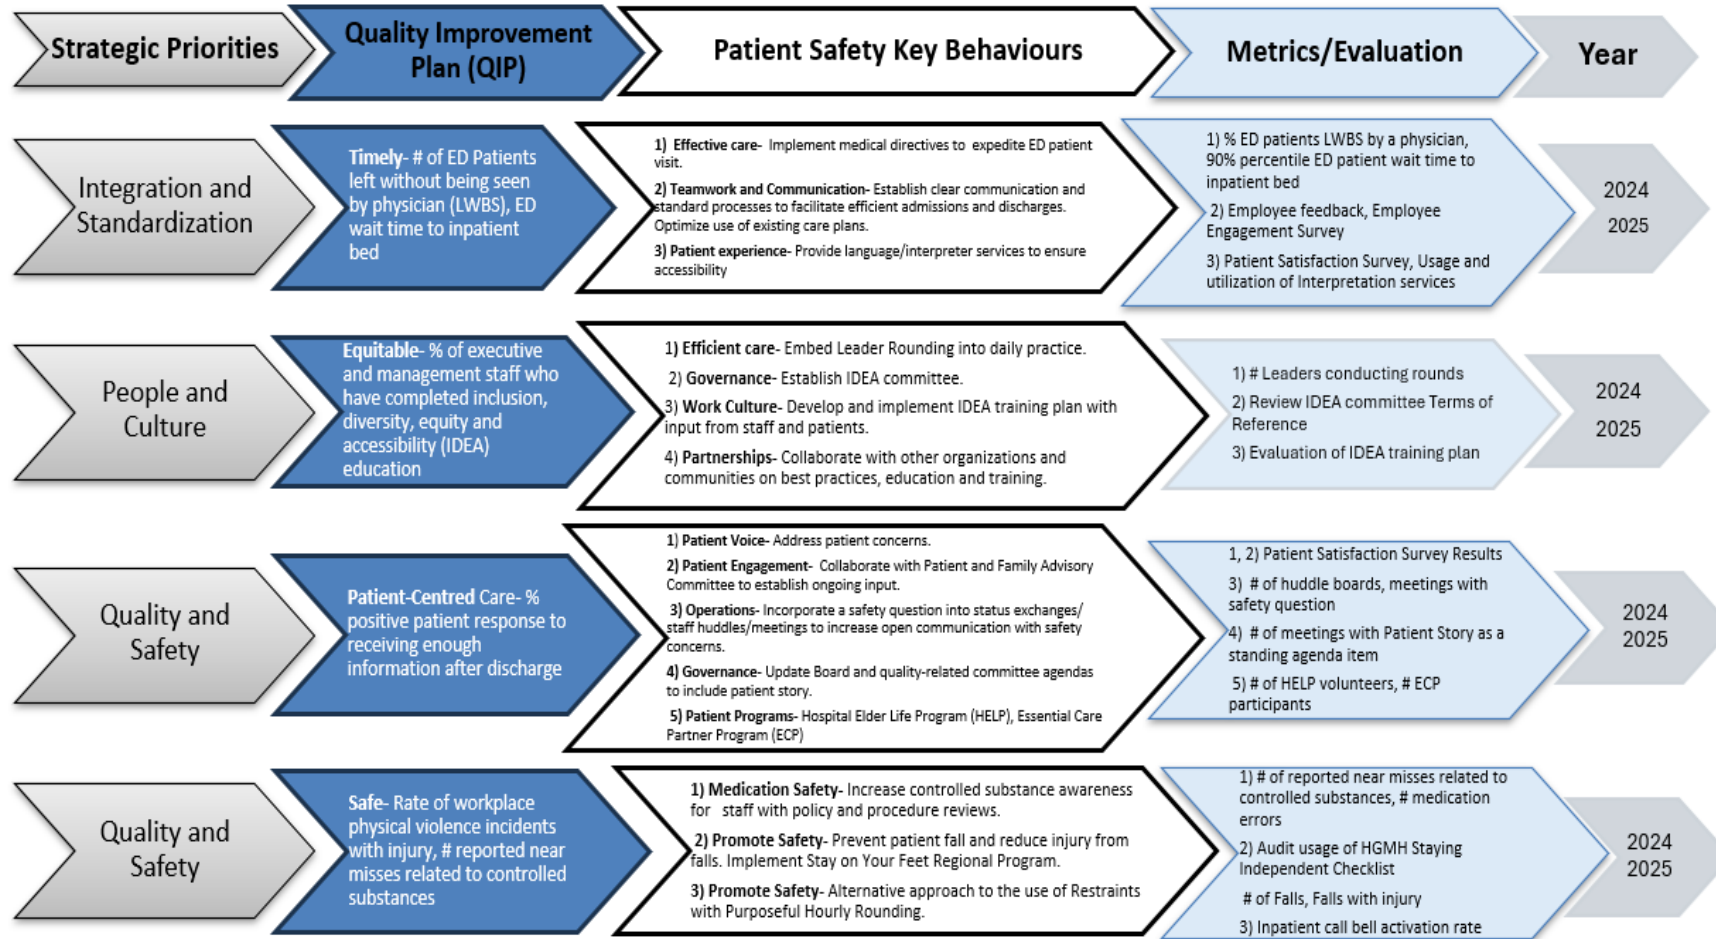 Strategic Priorities
Quality Improvement
Plan (QIP)
Patient Safety Key Behaviours
Metrics/Evaluation
Year
Integration and
Standardization
Timely- # of ED Patients
left without being seen
by physician (LWBS), ED
wait time to inpatient
bed
1) Effective care- Implement medical directives to expedite ED patient
visit.
2) Teamwork and Communication- Establish clear communication and
standard processes to facilitate efficient admissions and discharges.
Optimize use of existing care plans.
3) Patient experience- Provide language/interpreter services to ensure
accessibility
1) % ED patients LWBS by a physician,
90% percentile ED patient wait time to
inpatient bed
2) Employee feedback, Employee
Engagement Survey
3) Patient Satisfaction Survey, Usage and
utilization of Interpretation services
2024
2025
People and
Culture
Equitable- % of executive
and management staff who
have completed inclusion,
diversity, equity and
accessibility (IDEA)
education
1) Efficient care- Embed Leader Rounding into daily practice.
2) Governance- Establish IDEA committee.
3) Work Culture- Develop and implement IDEA training plan with
input from staff and patients.
4) Partnerships- Collaborate with other organizations and
communities on best practices, education and training.
1) # Leaders conducting rounds
2) Review IDEA committee Terms of
Reference
3) Evaluation of IDEA training plan
2024
2025
Quality and
Safety
Patient-Centred Care- %
positive patient response to
receiving enough
information after discharge
1) Patient Voice- Address patient concerns.
2) Patient Engagement- Collaborate with Patient and Family Advisory
Committee to establish ongoing input.
3) Operations- Incorporate a safety question into status exchanges/
staff huddles/meetings to increase open communication with safety
concerns.
4) Governance- Update Board and quality-related committee agendas
to include patient story.
5) Patient Programs- Hospital Elder Life Program (HELP), Essential Care
Partner Program (ECP)
1, 2) Patient Satisfaction Survey Results
3) # of huddle boards, meetings with
safety question
4) # of meetings with Patient Story as a
standing agenda item
5) # of HELP volunteers, # ECP
participants
2024
2025
Quality and
Safety
Safe- Rate of workplace
physical violence incidents
with injury, # reported near
misses related to controlled
substances
1) Medication Safety- Increase controlled substance awareness
for staff with policy and procedure reviews.
2) Promote Safety- Prevent patient fall and reduce injury from
falls. Implement Stay on Your Feet Regional Program.
3) Promote Safety- Alternative approach to the use of Restraints
with Purposeful Hourly Rounding.
1) # of reported near misses related to
controlled substances, # medication
errors
2) Audit usage of HGMH Staying
Independent Checklist
# of Falls, Falls with injury
3) Inpatient call bell activation rate
2024
2025